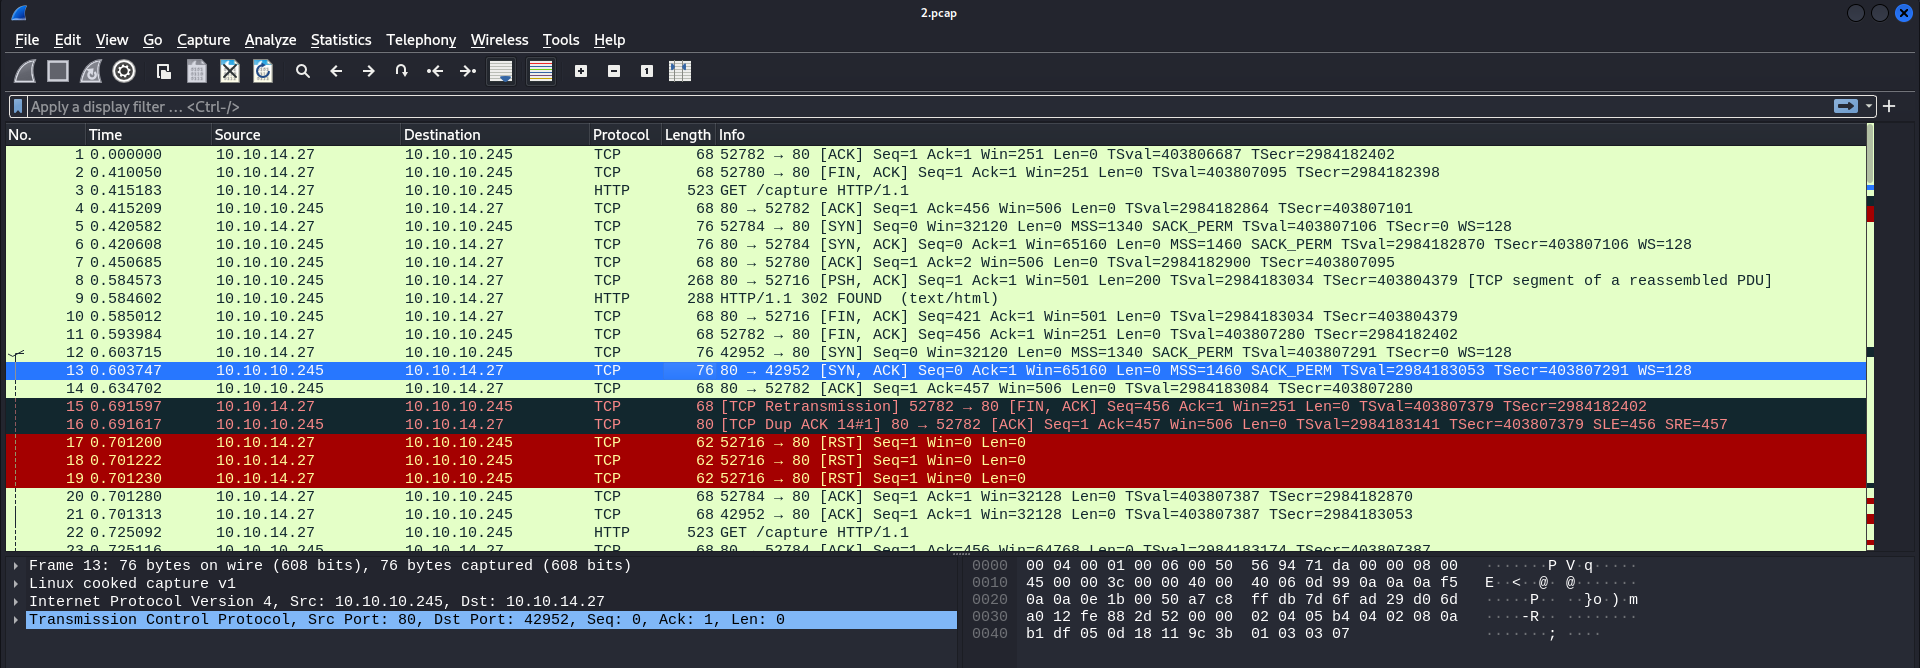 2.pcap
File Edit View Go Capture Analyze Statistics Telephony Wireless Tools Help
Apply a display filter … <Ctrl-/>
No. Time Source Destination Protocol Length Info
1 0.000000 10.10.14.27 10.10.10.245 TCP 68 52782 → 80 [ACK] Seq=1 Ack=1 Win=251 Len=0 TSval=403806687 TSecr=2984182402
2 0.410050 10.10.14.27 10.10.10.245 TCP 68 52780 → 80 [FIN, ACK] Seq=1 Ack=1 Win=251 Len=0 TSval=403807095 TSecr=2984182398
3 0.415183 10.10.14.27 10.10.10.245 HTTP 523 GET /capture HTTP/1.1
4 0.415209 10.10.10.245 10.10.14.27 TCP 68 80 → 52782 [ACK] Seq=1 Ack=456 Win=506 Len=0 TSval=2984182864 TSecr=403807101
5 0.420582 10.10.14.27 10.10.10.245 TCP 76 52784 → 80 [SYN] Seq=0 Win=32120 Len=0 MSS=1340 SACK_PERM TSval=403807106 TSecr=0 WS=128
6 0.420608 10.10.10.245 10.10.14.27 TCP 76 80 → 52784 [SYN, ACK] Seq=0 Ack=1 Win=65160 Len=0 MSS=1460 SACK_PERM TSval=2984182870 TSecr=403807106 WS=128
7 0.450685 10.10.10.245 10.10.14.27 TCP 68 80 → 52780 [ACK] Seq=1 Ack=2 Win=506 Len=0 TSval=2984182900 TSecr=403807095
8 0.584573 10.10.10.245 10.10.14.27 TCP 268 80 → 52716 [PSH, ACK] Seq=1 Ack=1 Win=501 Len=200 TSval=2984183034 TSecr=403804379 [TCP segment of a reassembled PDU]
9 0.584602 10.10.10.245 10.10.14.27 HTTP 288 HTTP/1.1 302 FOUND (text/html)
10 0.585012 10.10.10.245 10.10.14.27 TCP 68 80 → 52716 [FIN, ACK] Seq=421 Ack=1 Win=501 Len=0 TSval=2984183034 TSecr=403804379
11 0.593984 10.10.14.27 10.10.10.245 TCP 68 52782 → 80 [FIN, ACK] Seq=456 Ack=1 Win=251 Len=0 TSval=403807280 TSecr=2984182402
12 0.603715 10.10.14.27 10.10.10.245 TCP 76 42952 → 80 [SYN] Seq=0 Win=32120 Len=0 MSS=1340 SACK_PERM TSval=403807291 TSecr=0 WS=128
13 0.603747 10.10.10.245 10.10.14.27 TCP 76 80 → 42952 [SYN, ACK] Seq=0 Ack=1 Win=65160 Len=0 MSS=1460 SACK_PERM TSval=2984183053 TSecr=403807291 WS=128
14 0.634702 10.10.10.245 10.10.14.27 TCP 68 80 → 52782 [ACK] Seq=1 Ack=457 Win=506 Len=0 TSval=2984183084 TSecr=403807280
15 0.691597 10.10.14.27 10.10.10.245 TCP 68 [TCP Retransmission] 52782 → 80 [FIN, ACK] Seq=456 Ack=1 Win=251 Len=0 TSval=403807379 TSecr=2984182402
16 0.691617 10.10.10.245 10.10.14.27 TCP 80 [TCP Dup ACK 14#1] 80 → 52782 [ACK] Seq=1 Ack=457 Win=506 Len=0 TSval=2984183141 TSecr=403807379 SLE=456 SRE=457
17 0.701200 10.10.14.27 10.10.10.245 TCP 62 52716 → 80 [RST] Seq=1 Win=0 Len=0
18 0.701222 10.10.14.27 10.10.10.245 TCP 62 52716 → 80 [RST] Seq=1 Win=0 Len=0
19 0.701230 10.10.14.27 10.10.10.245 TCP 62 52716 → 80 [RST] Seq=1 Win=0 Len=0
20 0.701280 10.10.14.27 10.10.10.245 TCP 68 52784 → 80 [ACK] Seq=1 Ack=1 Win=32128 Len=0 TSval=403807387 TSecr=2984182870
21 0.701313 10.10.14.27 10.10.10.245 TCP 68 42952 → 80 [ACK] Seq=1 Ack=1 Win=32128 Len=0 TSval=403807387 TSecr=2984183053
22 0.725092 10.10.14.27 10.10.10.245 HTTP 523 GET /capture HTTP/1.1
23 0.725116 10.10.10.245 10.10.14.27 TCP 68 80 → 52784 [ACK] Seq=1 Ack=456 Win=64768 Len=0 TSval=2984183174 TSecr=403807387
Frame 13: 76 bytes on wire (608 bits), 76 bytes captured (608 bits)
Linux cooked capture v1
Internet Protocol Version 4, Src: 10.10.10.245, Dst: 10.10.14.27
Transmission Control Protocol, Src Port: 80, Dst Port: 42952, Seq: 0, Ack: 1, Len: 0
0000 00 04 00 01 00 06 00 50 56 94 71 da 00 00 08 00 ·······P V·q·····
0010 45 00 00 3c 00 00 40 00 40 06 0d 99 0a 0a 0a f5 E··<··@· @·······
0020 0a 0a 0e 1b 00 50 a7 c8 ff db 7d 6f ad 29 d0 6d ·····P·· ··}o·)·m
0030 a0 12 fe 88 2d 52 00 00 02 04 05 b4 04 02 08 0a ····-R·· ········
0040 b1 df 05 0d 18 11 9c 3b 01 03 03 07 ·······; ····